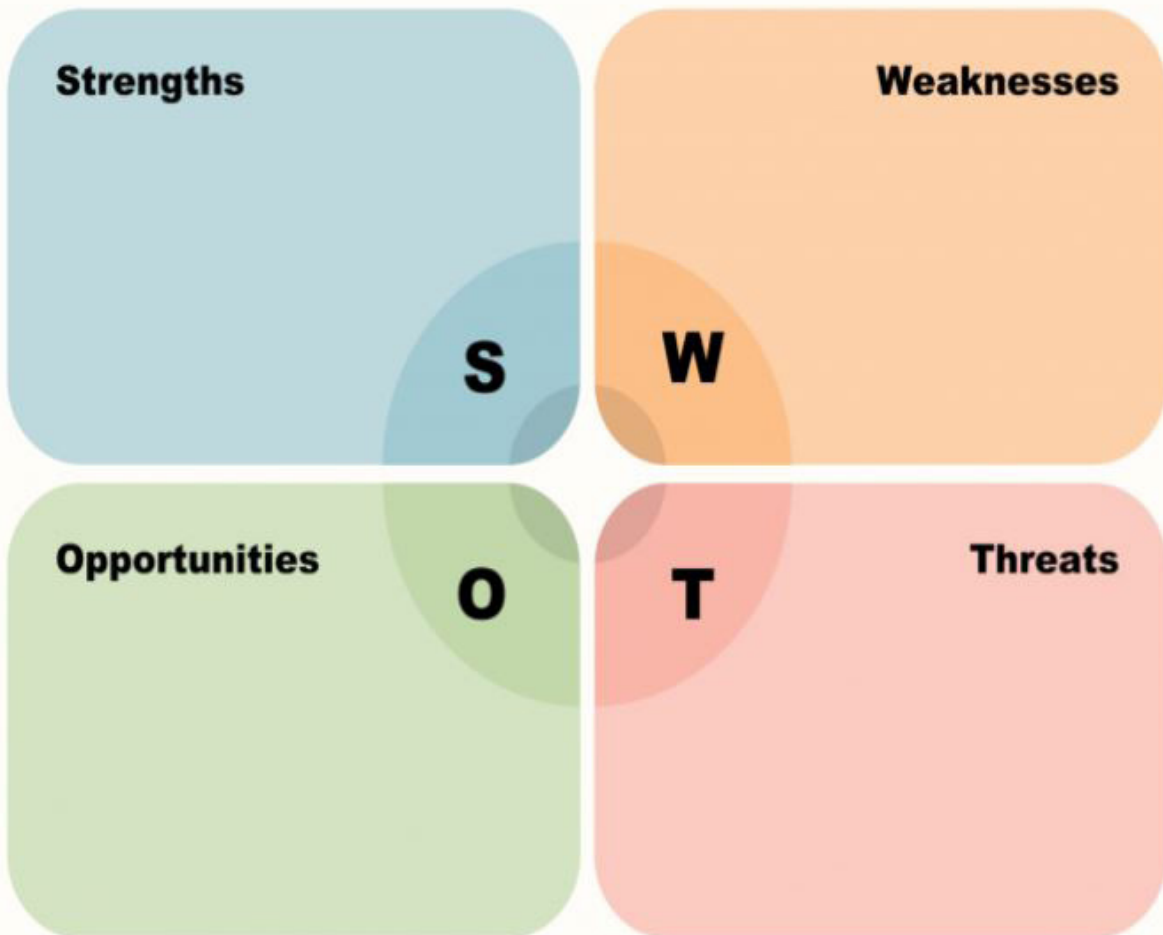 Strengths
Weaknesses
S
W
Opportunities
Threats
O
T